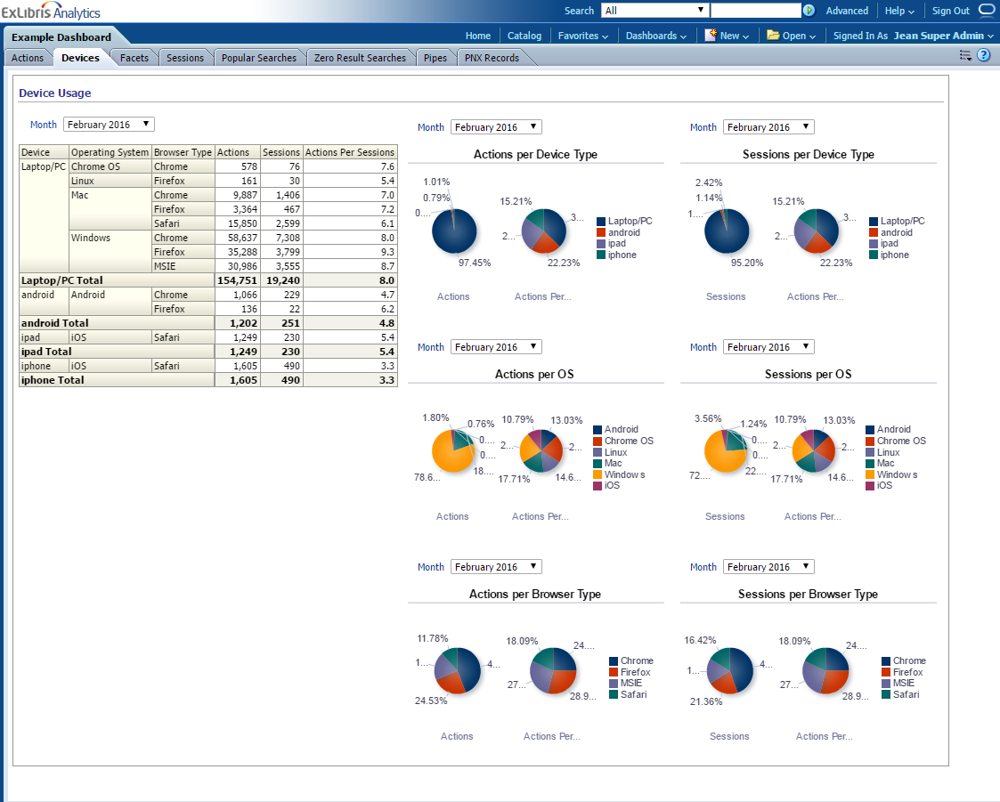 ExLibris Analytics
Search All Advanced Help Sign Out
Example Dashboard
Home Catalog Favorites Dashboards New Open Signed In As Jean Super Admin
Actions Devices Facets Sessions Popular Searches Zero Result Searches Pipes PNX Records
Device Usage
Month February 2016
Device Operating System Browser Type Actions Sessions Actions Per Sessions
Laptop/PC Chrome OS Chrome 578 76 7.6
Linux Firefox 161 30 5.4
Mac Chrome 9,887 1,406 7.0
Firefox 3,364 467 7.2
Safari 15,850 2,599 6.1
Windows Chrome 58,637 7,308 8.0
Firefox 35,288 3,799 9.3
MSIE 30,986 3,555 8.7
Laptop/PC Total 154,751 19,240 8.0
android Android Chrome 1,066 229 4.7
Firefox 136 22 6.2
android Total 1,202 251 4.8
ipad iOS Safari 1,249 230 5.4
ipad Total 1,249 230 5.4
iphone iOS Safari 1,605 490 3.3
iphone Total 1,605 490 3.3
Month February 2016
Actions per Device Type
1.01%
0.79%
0....
97.45%
15.21%
3...
2...
22.23%
Laptop/PC
android
ipad
iphone
Actions Actions Per...
Month February 2016
Sessions per Device Type
2.42%
1.14%
1....
95.20%
15.21%
3...
2...
22.23%
Laptop/PC
android
ipad
iphone
Sessions Actions Per...
Month February 2016
Actions per OS
1.80%
0.76%
0....
0....
18....
78.6...
10.79%
13.03%
2...
2...
17.71%
14.6...
Android
Chrome OS
Linux
Mac
Windows
iOS
Actions Actions Per...
Month February 2016
Sessions per OS
3.56%
1.24%
0....
0....
22....
72....
10.79%
13.03%
2...
2...
17.71%
14.6...
Android
Chrome OS
Linux
Mac
Windows
iOS
Sessions Actions Per...
Month February 2016
Actions per Browser Type
11.78%
1...
4...
24.53%
18.09%
24....
27...
28.9...
Chrome
Firefox
MSIE
Safari
Actions Actions Per...
Month February 2016
Sessions per Browser Type
16.42%
1...
4...
21.36%
18.09%
24....
27...
28.9...
Chrome
Firefox
MSIE
Safari
Sessions Actions Per...